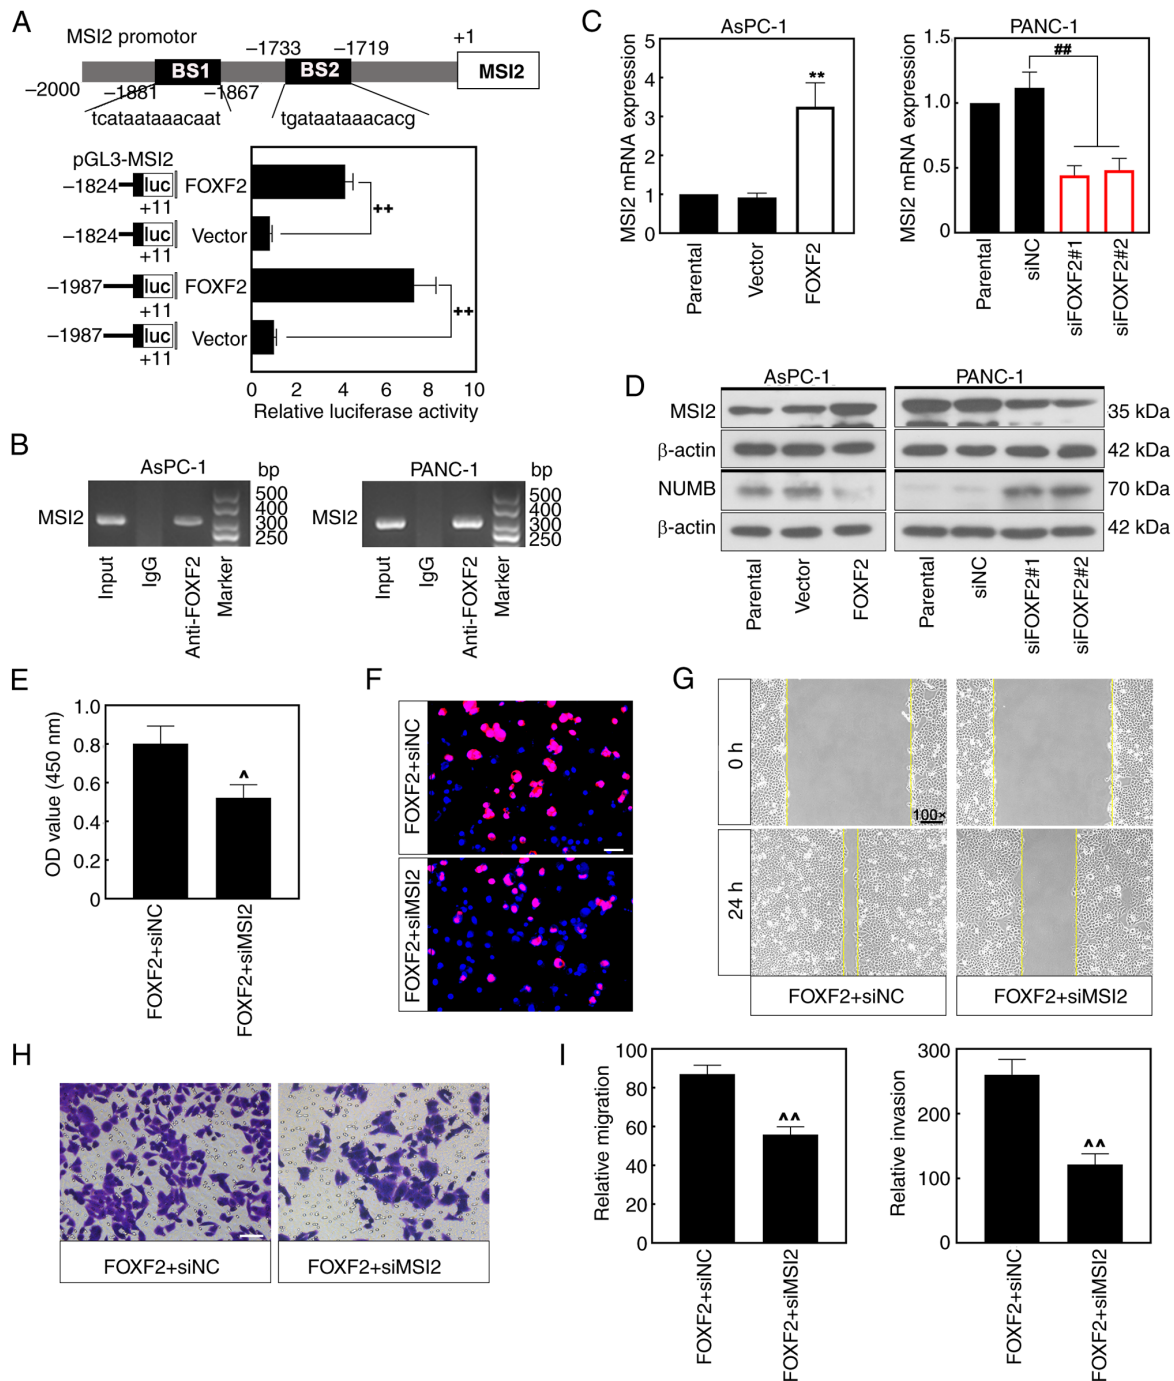 A
MSI2 promotor
−1733
−1719
+1
BS1
BS2
MSI2
−2000
−1881
−1867
tcataataaacaat
tgataataaacacg
pGL3-MSI2
−1824
luc
+11
FOXF2
++
−1824
luc
+11
Vector
−1987
luc
+11
FOXF2
++
−1987
luc
+11
Vector
0 2 4 6 8 10
Relative luciferase activity
B
AsPC-1
bp
MSI2
500
400
300
250
Input
IgG
Anti-FOXF2
Marker
PANC-1
bp
MSI2
500
400
300
250
Input
IgG
Anti-FOXF2
Marker
C
AsPC-1
MSI2 mRNA expression
5
4
3
2
1
0
**
Parental
Vector
FOXF2
PANC-1
MSI2 mRNA expression
1.5
1.0
0.5
0
##
Parental
siNC
siFOXF2#1
siFOXF2#2
D
AsPC-1
PANC-1
MSI2
35 kDa
β-actin
42 kDa
NUMB
70 kDa
β-actin
42 kDa
Parental
Vector
FOXF2
Parental
siNC
siFOXF2#1
siFOXF2#2
E
OD value (450 nm)
1.0
0.8
0.6
0.4
0.2
0
^
FOXF2+siNC
FOXF2+siMSI2
F
FOXF2+siNC
FOXF2+siMSI2
G
0 h
100×
24 h
FOXF2+siNC
FOXF2+siMSI2
H
FOXF2+siNC
FOXF2+siMSI2
I
Relative migration
100
80
60
40
20
0
^^
FOXF2+siNC
FOXF2+siMSI2
Relative invasion
300
200
100
0
^^
FOXF2+siNC
FOXF2+siMSI2